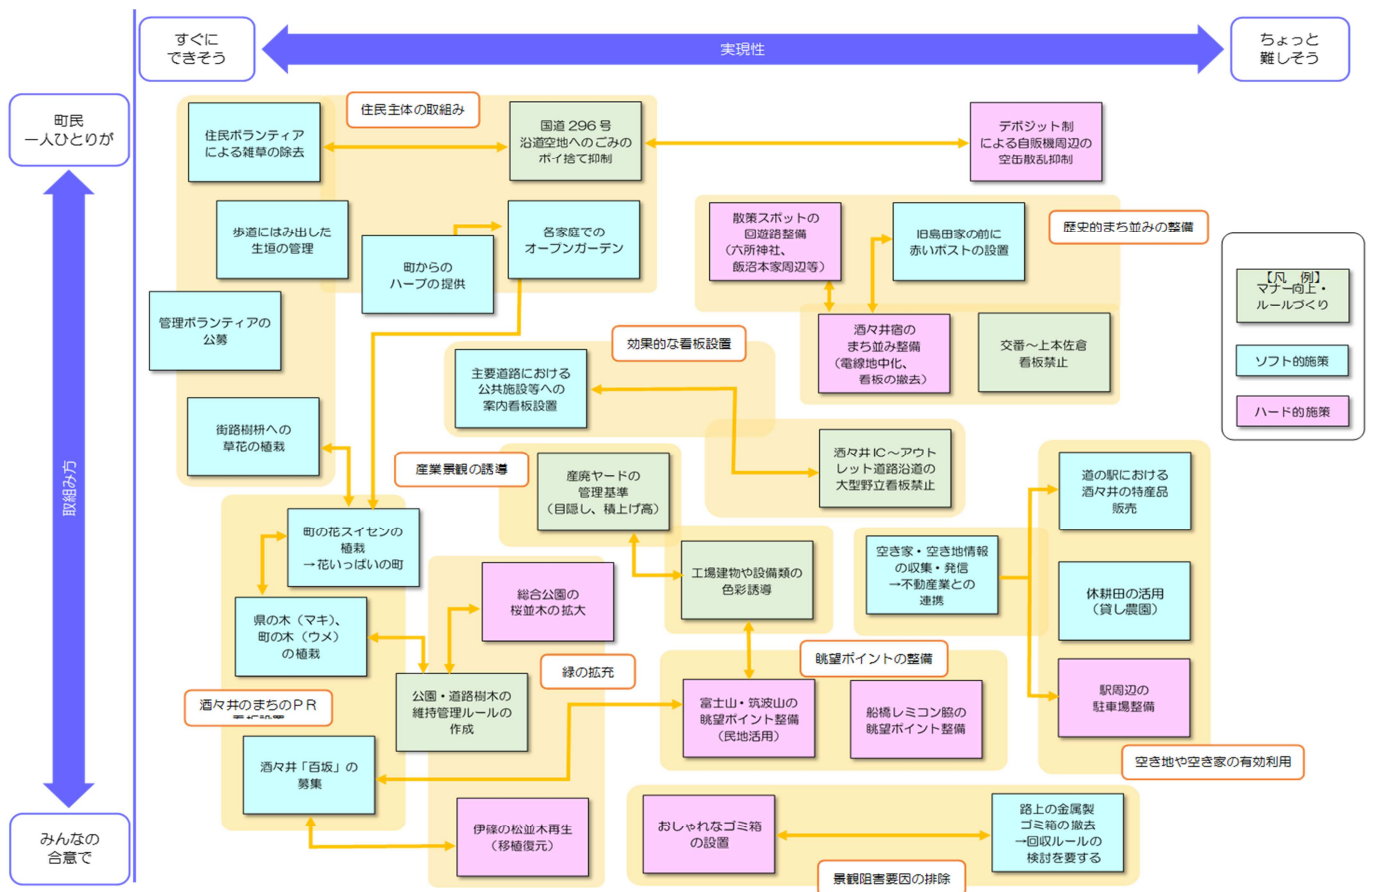 すぐに
できそう
実現性
ちょっと
難しそう
町民
一人ひとりが
取組み方
みんなの
合意で
住民主体の取組み
住民ボランティア
による雑草の除去
国道296号
沿道空地へのごみの
ポイ捨て抑制
デポジット制
による自販機周辺の
空缶散乱抑制
歩道にはみ出した
生垣の管理
町からの
ハーブの提供
各家庭での
オープンガーデン
管理ボランティアの
公募
街路樹枡への
草花の植栽
散策スポットの
回遊路整備
(六所神社、
飯沼本家周辺等)
旧島田家の前に
赤いポストの設置
歴史的まち並みの整備
酒々井宿の
まち並み整備
(電線地中化、
看板の撤去)
交番～上本佐倉
看板禁止
【凡 例】
マナー向上・
ルールづくり
ソフト的施策
ハード的施策
効果的な看板設置
主要道路における
公共施設等への
案内看板設置
酒々井IC～アウト
レット道路沿道の
大型野立看板禁止
産業景観の誘導
産廃ヤードの
管理基準
(目隠し、積上げ高)
工場建物や設備類の
色彩誘導
町の花スイセンの
植栽
→花いっぱいの町
県の木(マキ)、
町の木(ウメ)
の植栽
酒々井のまちのPR
酒々井「百坂」の
募集
総合公園の
桜並木の拡大
緑の拡充
公園・道路樹木の
維持管理ルールの
作成
伊篠の松並木再生
(移植復元)
眺望ポイントの整備
富士山・筑波山の
眺望ポイント整備
(民地活用)
船橋レミコン脇の
眺望ポイント整備
空き家・空き地情報
の収集・発信
→不動産業との
連携
道の駅における
酒々井の特産品
販売
休耕田の活用
(貸し農園)
駅周辺の
駐車場整備
空き地や空き家の有効利用
おしゃれなゴミ箱
の設置
路上の金属製
ゴミ箱の撤去
→回収ルールの
検討を要する
景観阻害要因の排除